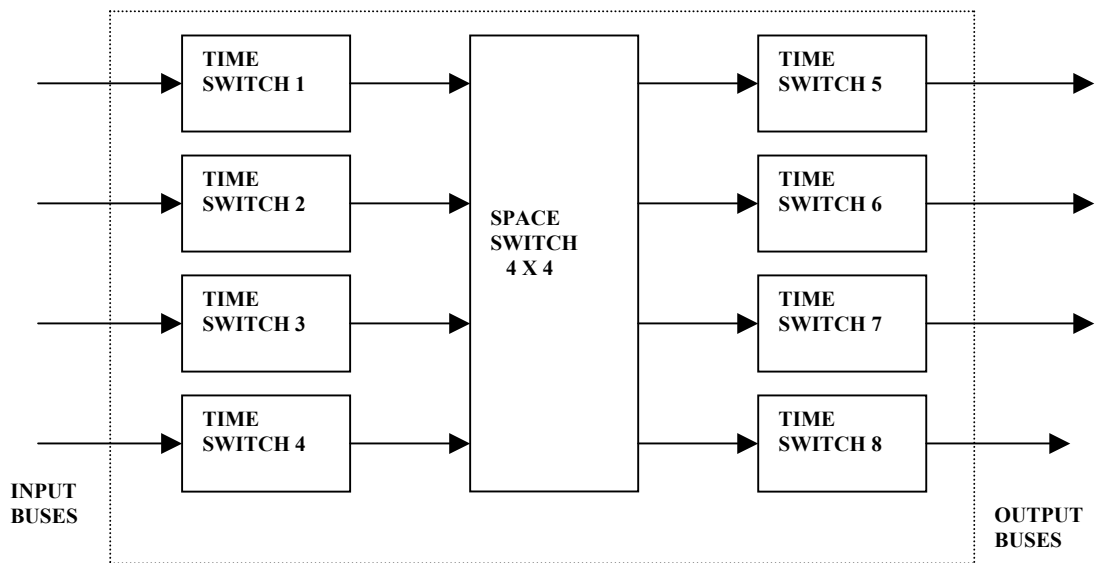 TIME
SWITCH 1
TIME
SWITCH 5
TIME
SWITCH 2
SPACE
SWITCH
4 X 4
TIME
SWITCH 6
TIME
SWITCH 3
TIME
SWITCH 7
TIME
SWITCH 4
TIME
SWITCH 8
INPUT
BUSES
OUTPUT
BUSES